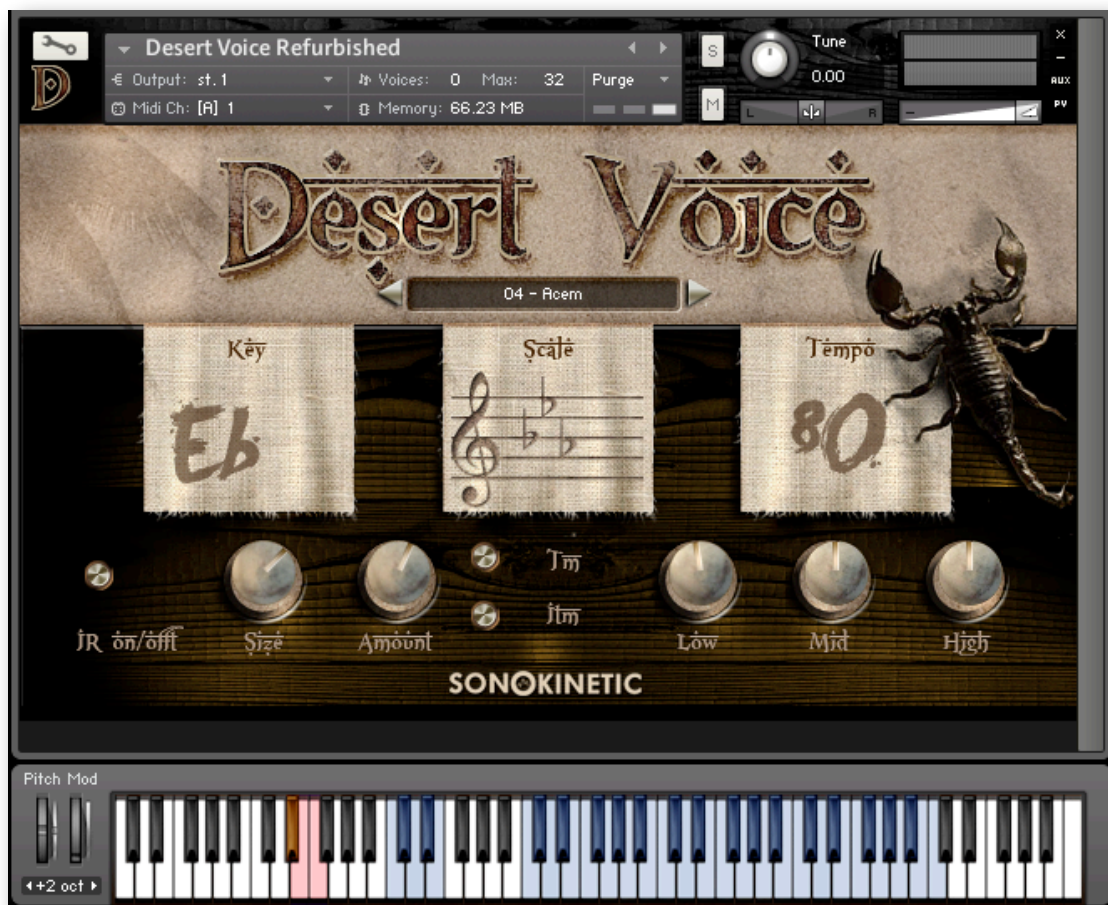 Desert Voice Refurbished
Output: st. 1
Voices: 0 Max: 32
Purge
Midi Ch: [A] 1
Memory: 66.23 MB
S
M
Tune
0.00
L
R
AUX
PV
D
Desert Voice
04 - Acem
Key
Scale
Tempo
Eb
80
IR on/off
Size
Amount
Tm
Jtm
Low
Mid
High
SONOKINETIC
Pitch Mod
+2 oct